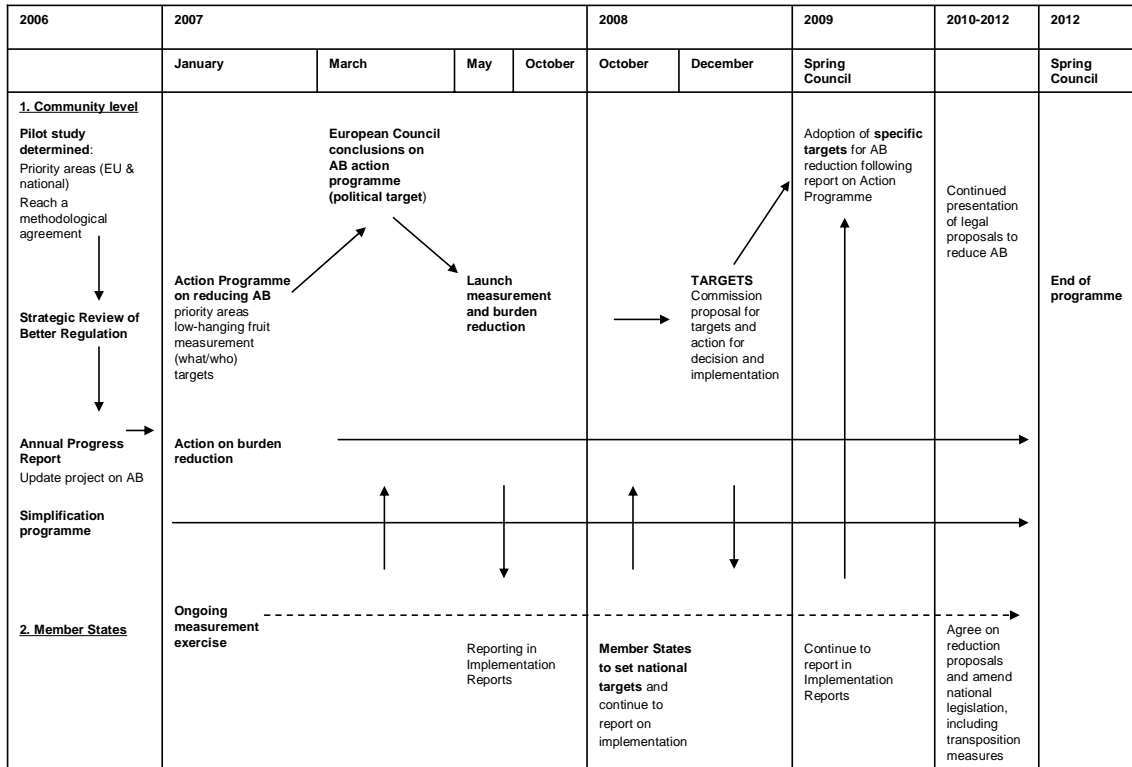 2006
2007
2008
2009
2010-2012
2012
January
March
May
October
October
December
Spring
Council
Spring
Council
1. Community level
Pilot study
determined:
Priority areas (EU &
national)
Reach a
methodological
agreement
Strategic Review of
Better Regulation
Annual Progress
Report
Update project on AB
Simplification
programme
2. Member States
Action Programme
on reducing AB
priority areas
low-hanging fruit
measurement
(what/who)
targets
Action on burden
reduction
Ongoing
measurement
exercise
European Council
conclusions on
AB action
programme
(political target)
Launch
measurement
and burden
reduction
Reporting in
Implementation
Reports
Member States
to set national
targets and
continue to
report on
implementation
TARGETS
Commission
proposal for
targets and
action for
decision and
implementation
Adoption of specific
targets for AB
reduction following
report on Action
Programme
Continue to
report in
Implementation
Reports
Continued
presentation
of legal
proposals to
reduce AB
Agree on
reduction
proposals
and amend
national
legislation,
including
transposition
measures
End of
programme